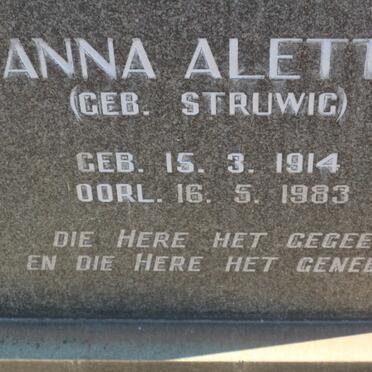 ANNA ALETT
(GEB. STRUWIG)
GEB. 15. 3. 1914
OORL. 16. 5. 1983
DIE HERE HET GEGEE
EN DIE HERE HET GENE